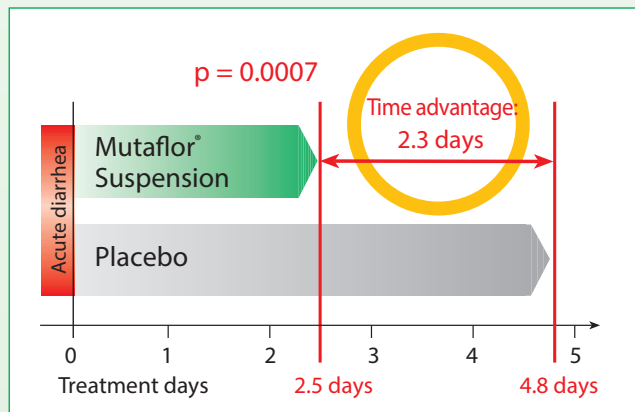 p = 0.0007
Time advantage:
2.3 days
Acute diarrhea
Mutaflor®
Suspension
Placebo
0 1 2 3 4 5
Treatment days 2.5 days 4.8 days